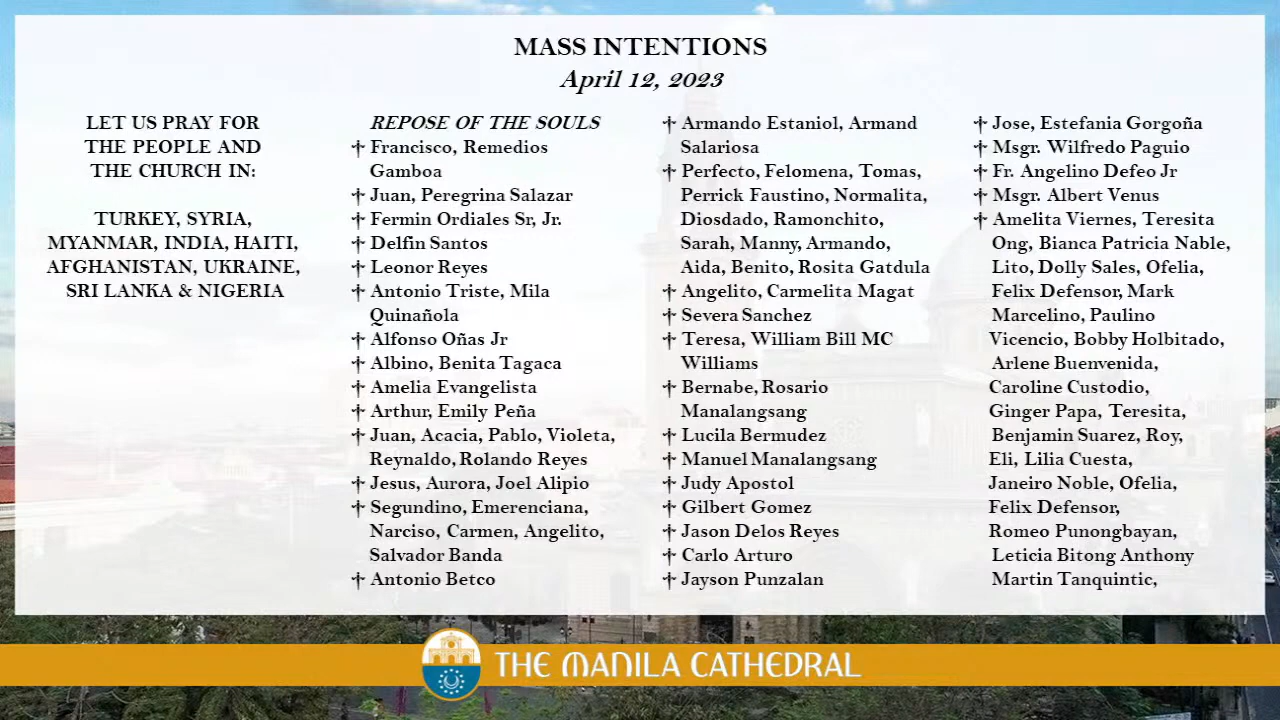 MASS INTENTIONS
April 12, 2023
LET US PRAY FOR
THE PEOPLE AND
THE CHURCH IN:
TURKEY, SYRIA,
MYANMAR, INDIA, HAITI,
AFGHANISTAN, UKRAINE,
SRI LANKA & NIGERIA
REPOSE OF THE SOULS
✝ Francisco, Remedios
Gamboa
✝ Juan, Peregrina Salazar
✝ Fermin Ordiales Sr, Jr.
✝ Delfin Santos
✝ Leonor Reyes
✝ Antonio Triste, Mila
Quinañola
✝ Alfonso Oñas Jr
✝ Albino, Benita Tagaca
✝ Amelia Evangelista
✝ Arthur, Emily Peña
✝ Juan, Acacia, Pablo, Violeta,
Reynaldo, Rolando Reyes
✝ Jesus, Aurora, Joel Alipio
✝ Segundino, Emerenciana,
Narciso, Carmen, Angelito,
Salvador Banda
✝ Antonio Betco
✝ Armando Estaniol, Armand
Salariosa
✝ Perfecto, Felomena, Tomas,
Perrick Faustino, Normalita,
Diosdado, Ramonchito,
Sarah, Manny, Armando,
Aida, Benito, Rosita Gatdula
✝ Angelito, Carmelita Magat
✝ Severa Sanchez
✝ Teresa, William Bill MC
Williams
✝ Bernabe, Rosario
Manalangsang
✝ Lucila Bermudez
✝ Manuel Manalangsang
✝ Judy Apostol
✝ Gilbert Gomez
✝ Jason Delos Reyes
✝ Carlo Arturo
✝ Jayson Punzalan
✝ Jose, Estefania Gorgoña
✝ Msgr. Wilfredo Paguio
✝ Fr. Angelino Defeo Jr
✝ Msgr. Albert Venus
✝ Amelita Viernes, Teresita
Ong, Bianca Patricia Nable,
Lito, Dolly Sales, Ofelia,
Felix Defensor, Mark
Marcelino, Paulino
Vicencio, Bobby Holbitado,
Arlene Buenvenida,
Caroline Custodio,
Ginger Papa, Teresita,
Benjamin Suarez, Roy,
Eli, Lilia Cuesta,
Janeiro Noble, Ofelia,
Felix Defensor,
Romeo Punongbayan,
Leticia Bitong Anthony
Martin Tanquintic,
THE MANILA CATHEDRAL